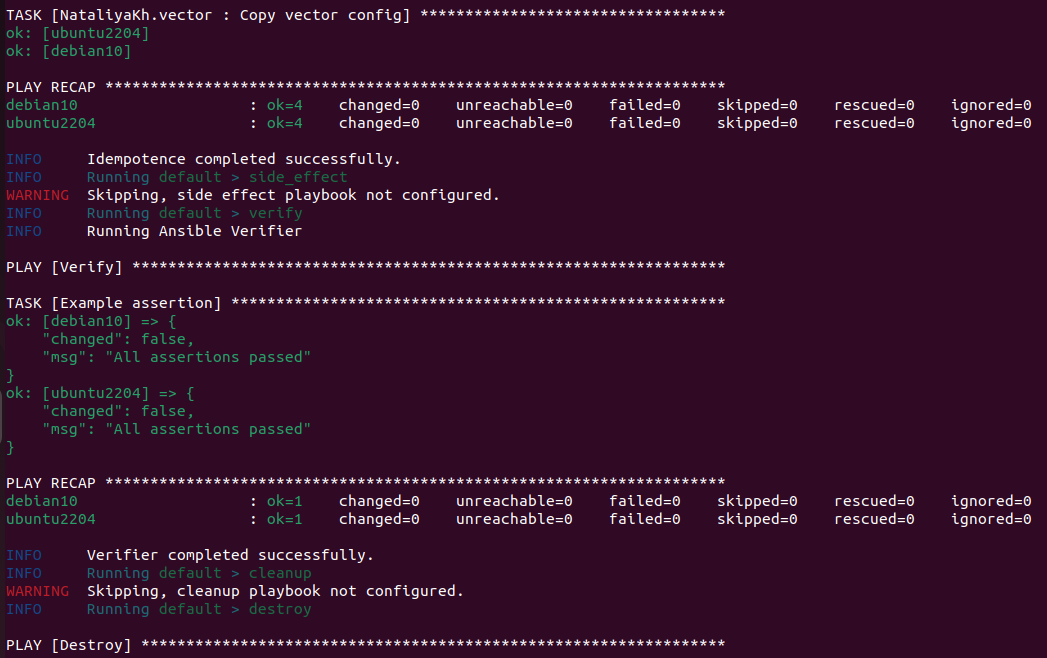 TASK [NataliyaKh.vector : Copy vector config] **********************************
ok: [ubuntu2204]
ok: [debian10]
PLAY RECAP *********************************************************************
debian10                   : ok=4    changed=0    unreachable=0    failed=0    skipped=0    rescued=0    ignored=0
ubuntu2204                 : ok=4    changed=0    unreachable=0    failed=0    skipped=0    rescued=0    ignored=0
INFO     Idempotence completed successfully.
INFO     Running default > side_effect
WARNING  Skipping, side effect playbook not configured.
INFO     Running default > verify
INFO     Running Ansible Verifier
PLAY [Verify] ******************************************************************
TASK [Example assertion] *******************************************************
ok: [debian10] => {
    "changed": false,
    "msg": "All assertions passed"
}
ok: [ubuntu2204] => {
    "changed": false,
    "msg": "All assertions passed"
}
PLAY RECAP *********************************************************************
debian10                   : ok=1    changed=0    unreachable=0    failed=0    skipped=0    rescued=0    ignored=0
ubuntu2204                 : ok=1    changed=0    unreachable=0    failed=0    skipped=0    rescued=0    ignored=0
INFO     Verifier completed successfully.
INFO     Running default > cleanup
WARNING  Skipping, cleanup playbook not configured.
INFO     Running default > destroy
PLAY [Destroy] *****************************************************************